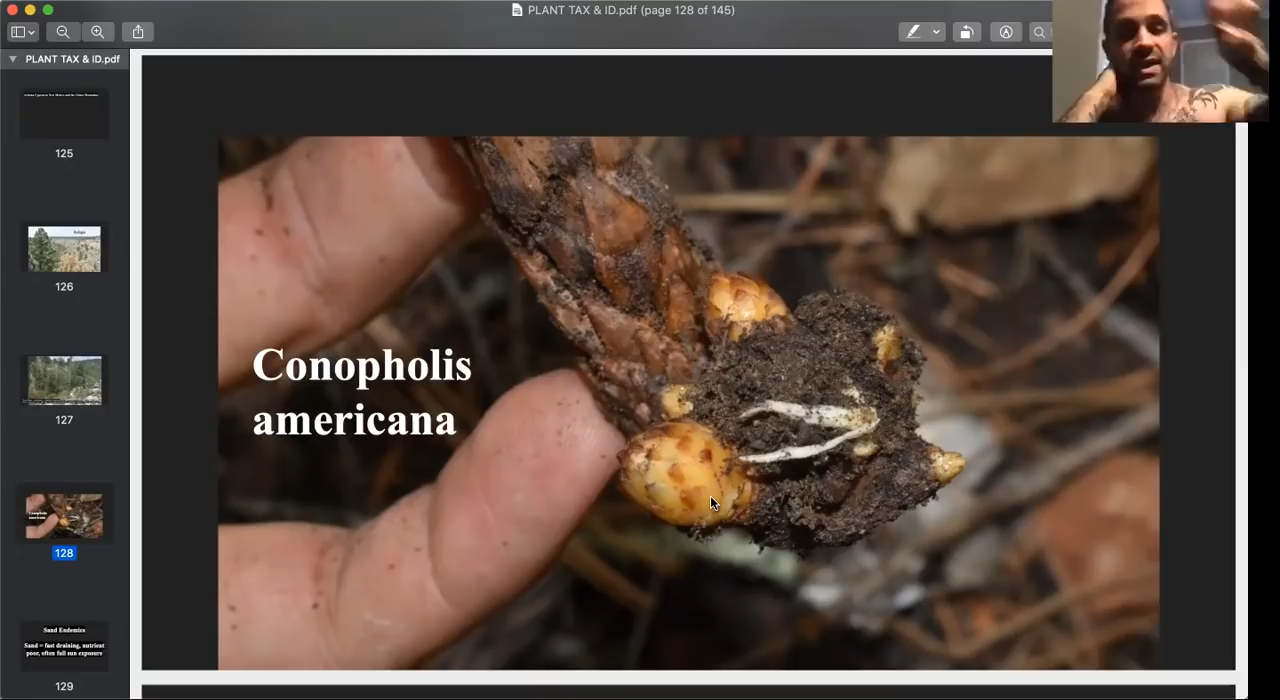 PLANT TAX & ID.pdf (page 128 of 145)
PLANT TAX & ID.pdf
125
126
127
128
129
Conopholis
americana
Sand Endemics
Sand = fast draining, nutrient
poor, often full sun exposure